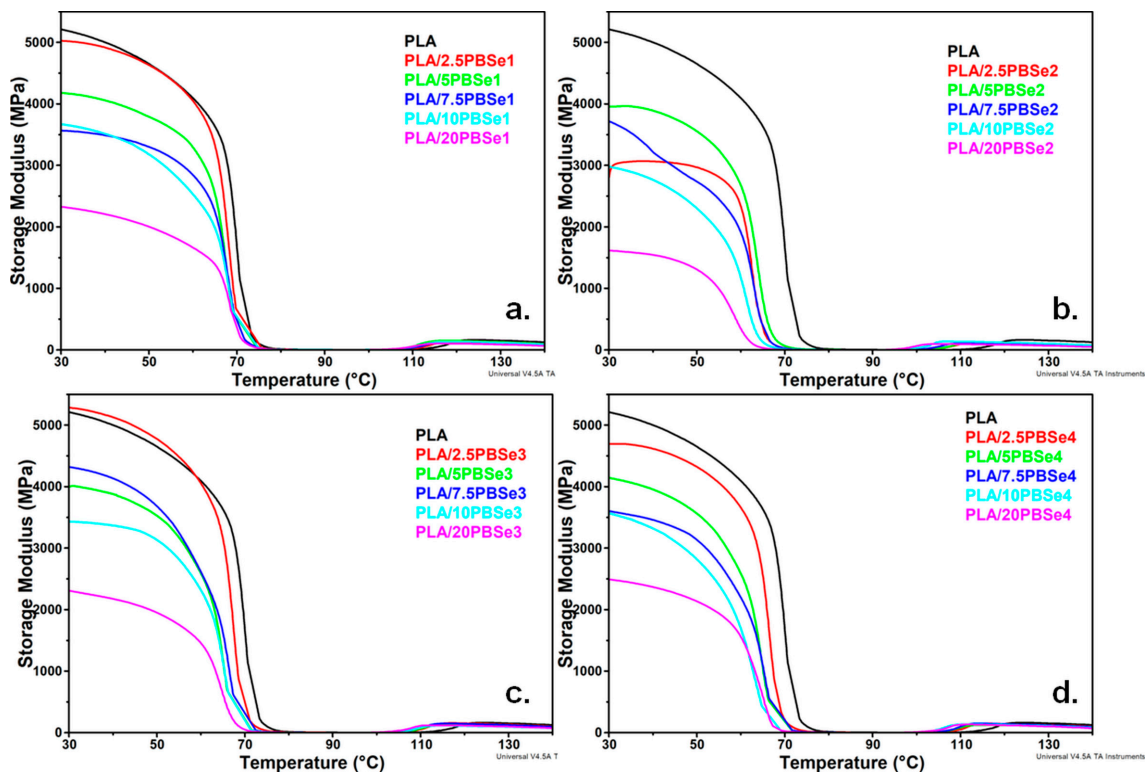 Storage Modulus (MPa)
5000
4000
3000
2000
1000
0
PLA
PLA/2.5PBSe1
PLA/5PBSe1
PLA/7.5PBSe1
PLA/10PBSe1
PLA/20PBSe1
a.
30
50
70
90
110
130
Temperature (°C)
Universal V4.5A TA
Storage Modulus (MPa)
5000
4000
3000
2000
1000
0
PLA
PLA/2.5PBSe2
PLA/5PBSe2
PLA/7.5PBSe2
PLA/10PBSe2
PLA/20PBSe2
b.
30
50
70
90
110
130
Temperature (°C)
Universal V4.5A TA Instruments
Storage Modulus (MPa)
5000
4000
3000
2000
1000
0
PLA
PLA/2.5PBSe3
PLA/5PBSe3
PLA/7.5PBSe3
PLA/10PBSe3
PLA/20PBSe3
c.
30
50
70
90
110
130
Temperature (°C)
Universal V4.5A TA
Storage Modulus (MPa)
5000
4000
3000
2000
1000
0
PLA
PLA/2.5PBSe4
PLA/5PBSe4
PLA/7.5PBSe4
PLA/10PBSe4
PLA/20PBSe4
d.
30
50
70
90
110
130
Temperature (°C)
Universal V4.5A TA Instruments